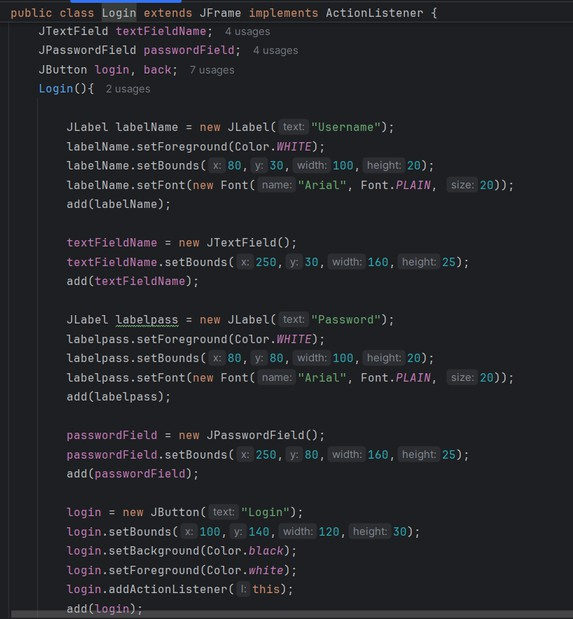 public class Login extends JFrame implements ActionListener {
JTextField textFieldName; 4 usages
JPasswordField passwordField; 4 usages
JButton login, back; 7 usages
Login(){ 2 usages
JLabel labelName = new JLabel( text: "Username");
labelName.setForeground(Color.WHITE);
labelName.setBounds( x: 80, y: 30, width: 100, height: 20);
labelName.setFont(new Font( name: "Arial", Font.PLAIN, size: 20));
add(labelName);
textFieldName = new JTextField();
textFieldName.setBounds( x: 250, y: 30, width: 160, height: 25);
add(textFieldName);
JLabel labelpass = new JLabel( text: "Password");
labelpass.setForeground(Color.WHITE);
labelpass.setBounds( x: 80, y: 80, width: 100, height: 20);
labelpass.setFont(new Font( name: "Arial", Font.PLAIN, size: 20));
add(labelpass);
passwordField = new JPasswordField();
passwordField.setBounds( x: 250, y: 80, width: 160, height: 25);
add(passwordField);
login = new JButton( text: "Login");
login.setBounds( x: 100, y: 140, width: 120, height: 30);
login.setBackground(Color.black);
login.setForeground(Color.white);
login.addActionListener( l: this);
add(login);